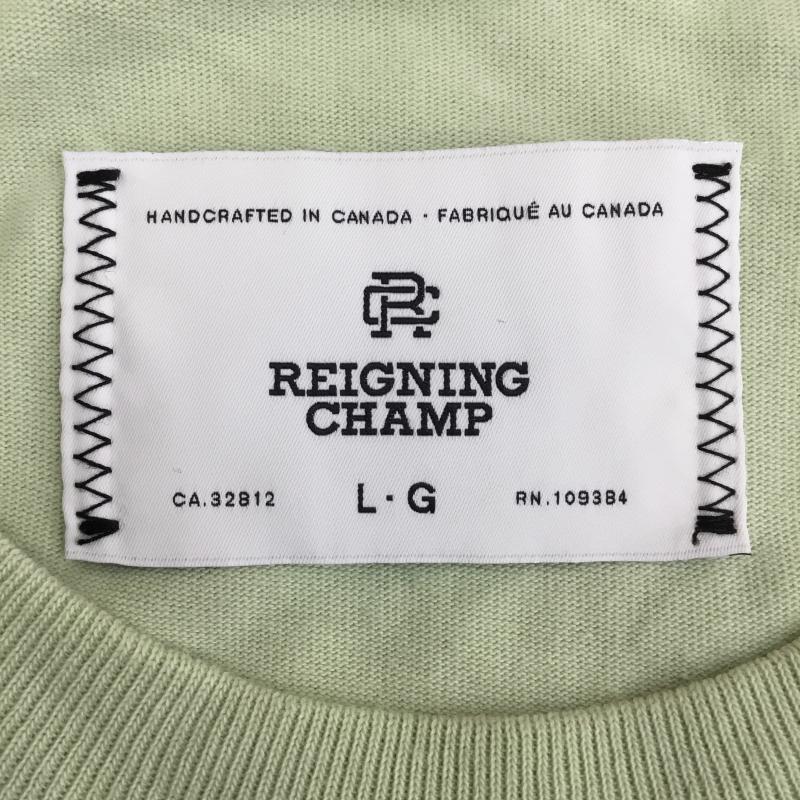 HANDCRAFTED IN CANADA · FABRIQUÉ AU CANADA
RC
REIGNING
CHAMP
CA.32812 L·G RN.109384